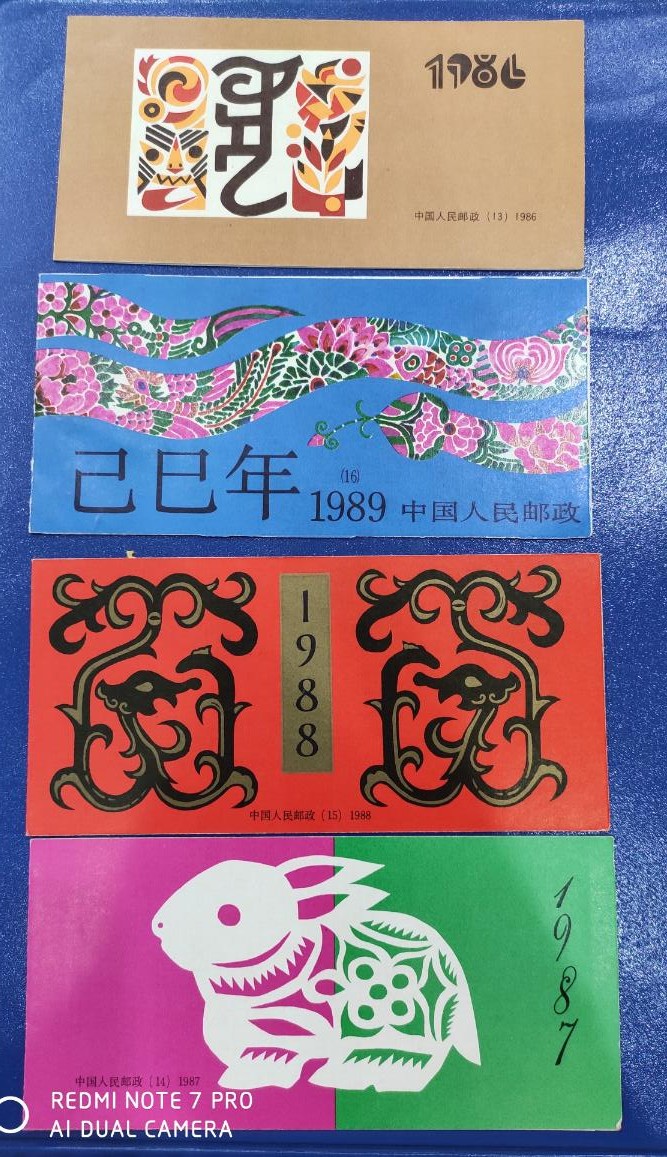 1986
中国人民邮政（13）1986
己巳年
(16)
1989 中国人民邮政
1
9
8
8
中国人民邮政（15）1988
1
9
8
7
中国人民邮政（14）1987
REDMI NOTE 7 PRO
AI DUAL CAMERA